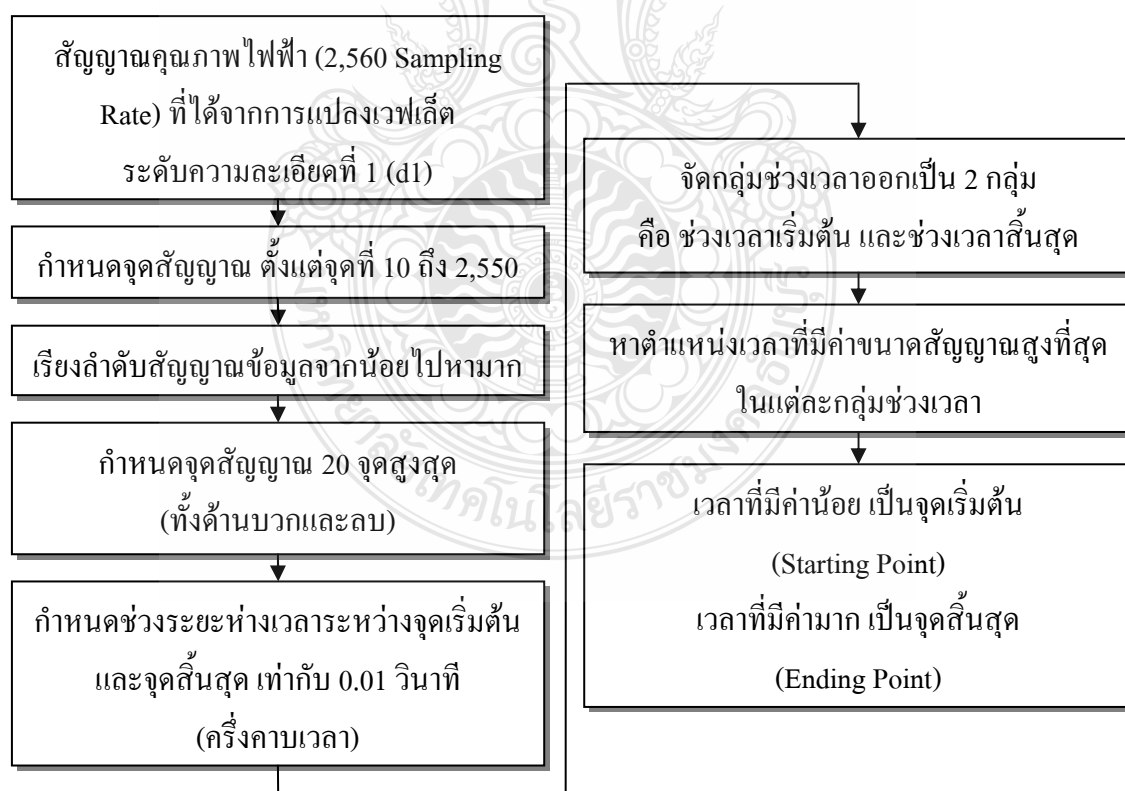 สัญญาณคุณภาพไฟฟ้า (2,560 Sampling
Rate) ที่ได้จากการแปลงเวฟเล็ต
ระดับความละเอียดที่ 1 (d1)
กำหนดจุดสัญญาณ ตั้งแต่จุดที่ 10 ถึง 2,550
เรียงลำดับสัญญาณข้อมูลจากน้อยไปหามาก
กำหนดจุดสัญญาณ 20 จุดสูงสุด
(ทั้งด้านบวกและลบ)
กำหนดช่วงระยะห่างเวลาระหว่างจุดเริ่มต้น
และจุดสิ้นสุด เท่ากับ 0.01 วินาที
(ครึ่งคาบเวลา)
จัดกลุ่มช่วงเวลาออกเป็น 2 กลุ่ม
คือ ช่วงเวลาเริ่มต้น และช่วงเวลาสิ้นสุด
หาตำแหน่งเวลาที่มีค่าขนาดสัญญาณสูงที่สุด
ในแต่ละกลุ่มช่วงเวลา
เวลาที่มีค่าน้อย เป็นจุดเริ่มต้น
(Starting Point)
เวลาที่มีค่ามาก เป็นจุดสิ้นสุด
(Ending Point)